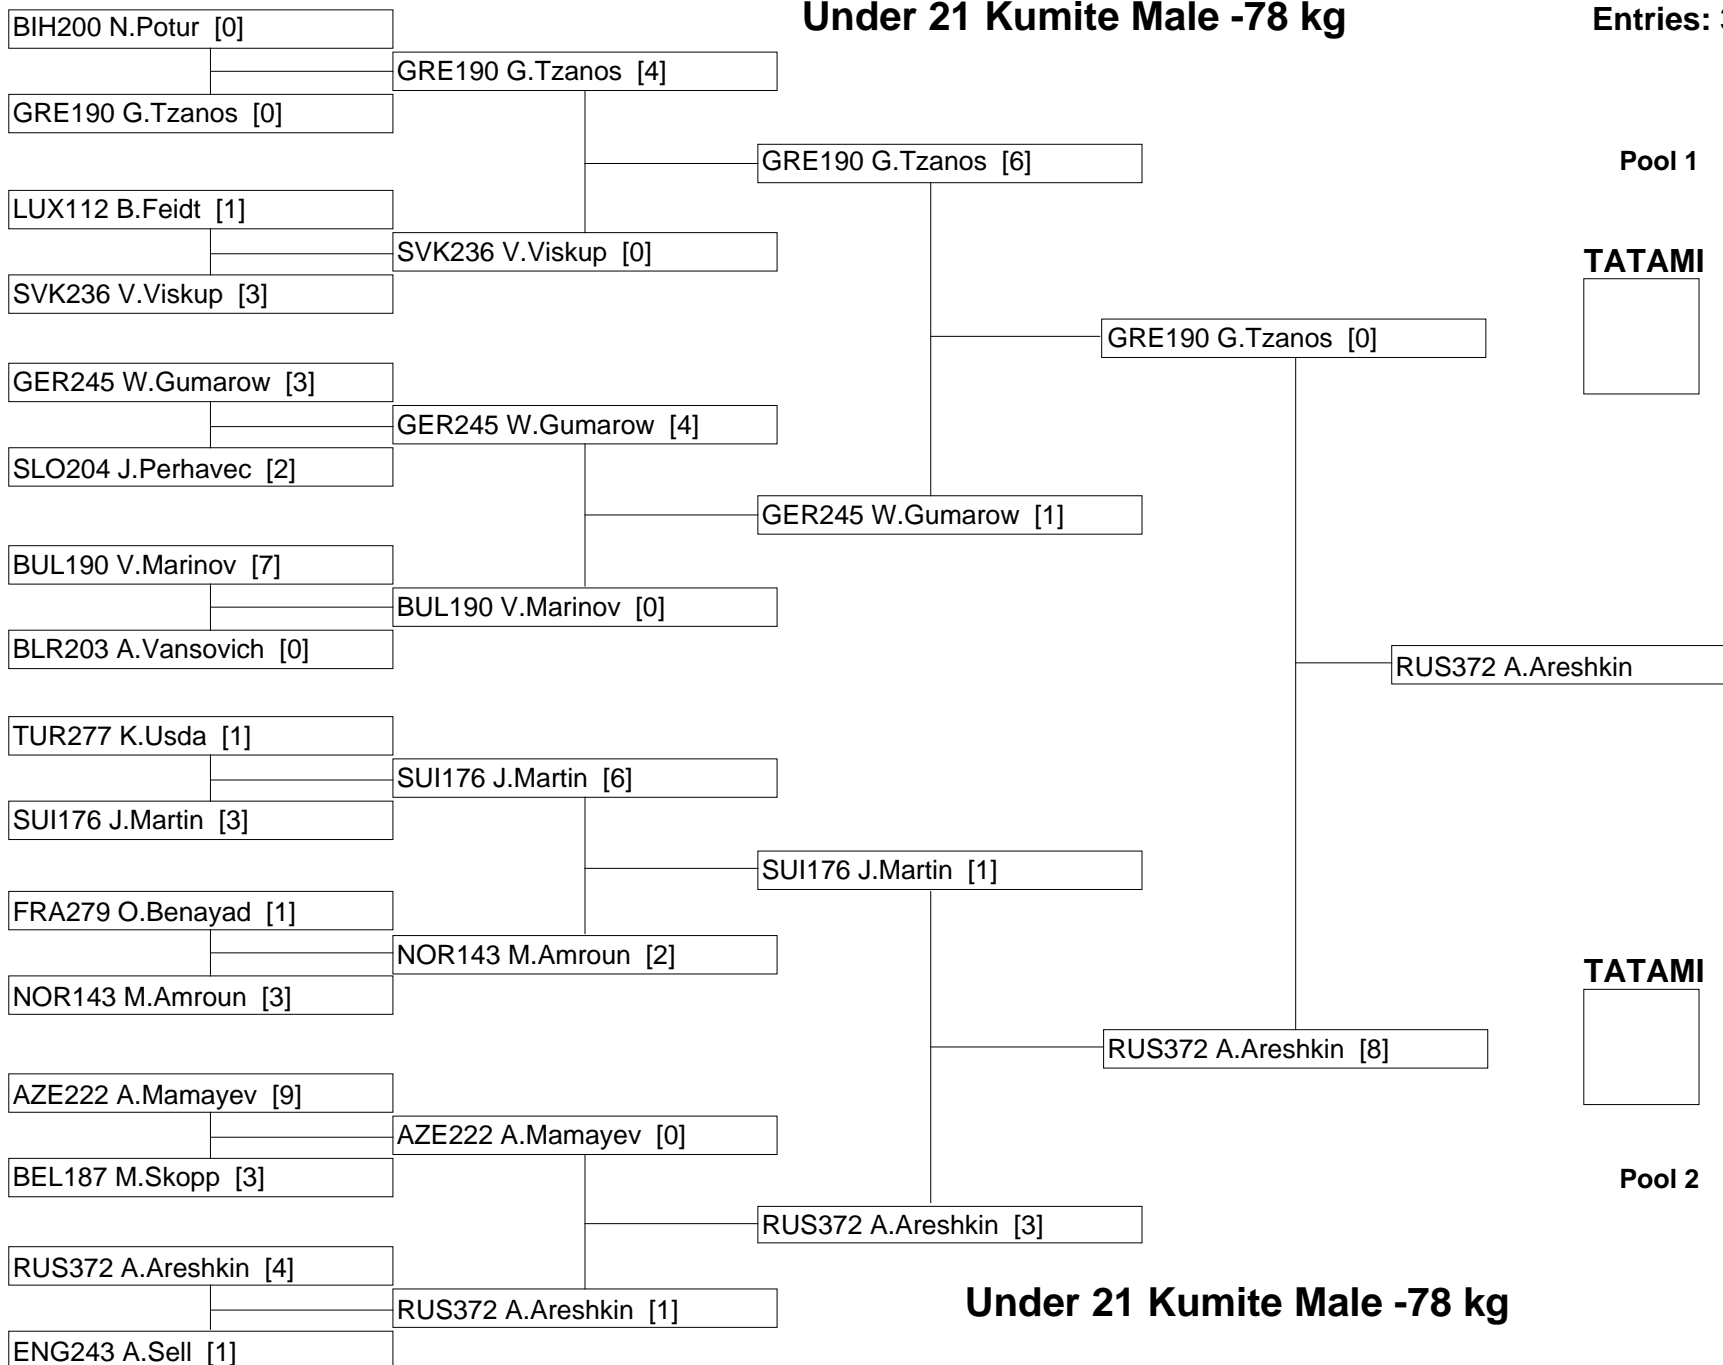 Under 21 Kumite Male -78 kg
Entries:
BIH200 N.Potur [0]
GRE190 G.Tzanos [4]
GRE190 G.Tzanos [0]
GRE190 G.Tzanos [6]
Pool 1
LUX112 B.Feidt [1]
SVK236 V.Viskup [0]
TATAMI
SVK236 V.Viskup [3]
GRE190 G.Tzanos [0]
GER245 W.Gumarow [3]
GER245 W.Gumarow [4]
SLO204 J.Perhavec [2]
GER245 W.Gumarow [1]
BUL190 V.Marinov [7]
BUL190 V.Marinov [0]
BLR203 A.Vansovich [0]
RUS372 A.Areshkin
TUR277 K.Usda [1]
SUI176 J.Martin [6]
SUI176 J.Martin [3]
SUI176 J.Martin [1]
FRA279 O.Benayad [1]
NOR143 M.Amroun [2]
TATAMI
NOR143 M.Amroun [3]
RUS372 A.Areshkin [8]
AZE222 A.Mamayev [9]
AZE222 A.Mamayev [0]
BEL187 M.Skopp [3]
Pool 2
RUS372 A.Areshkin [3]
RUS372 A.Areshkin [4]
RUS372 A.Areshkin [1]
Under 21 Kumite Male -78 kg
ENG243 A.Sell [1]